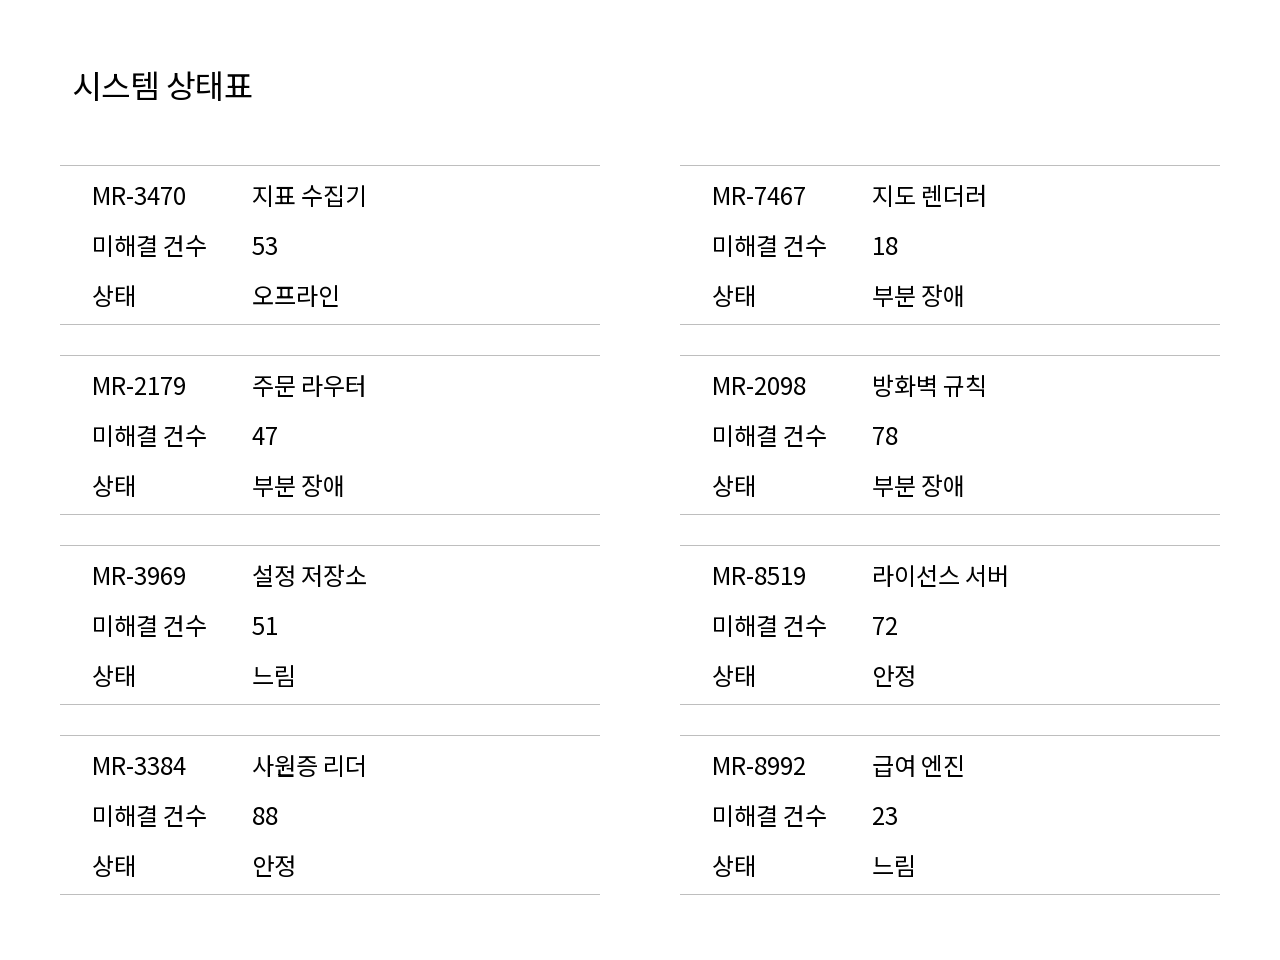 시스템 상태표
MR-3470 지표 수집기
미해결 건수 53
상태 오프라인
MR-2179 주문 라우터
미해결 건수 47
상태 부분 장애
MR-3969 설정 저장소
미해결 건수 51
상태 느림
MR-3384 사원증 리더
미해결 건수 88
상태 안정
MR-7467 지도 렌더러
미해결 건수 18
상태 부분 장애
MR-2098 방화벽 규칙
미해결 건수 78
상태 부분 장애
MR-8519 라이선스 서버
미해결 건수 72
상태 안정
MR-8992 급여 엔진
미해결 건수 23
상태 느림